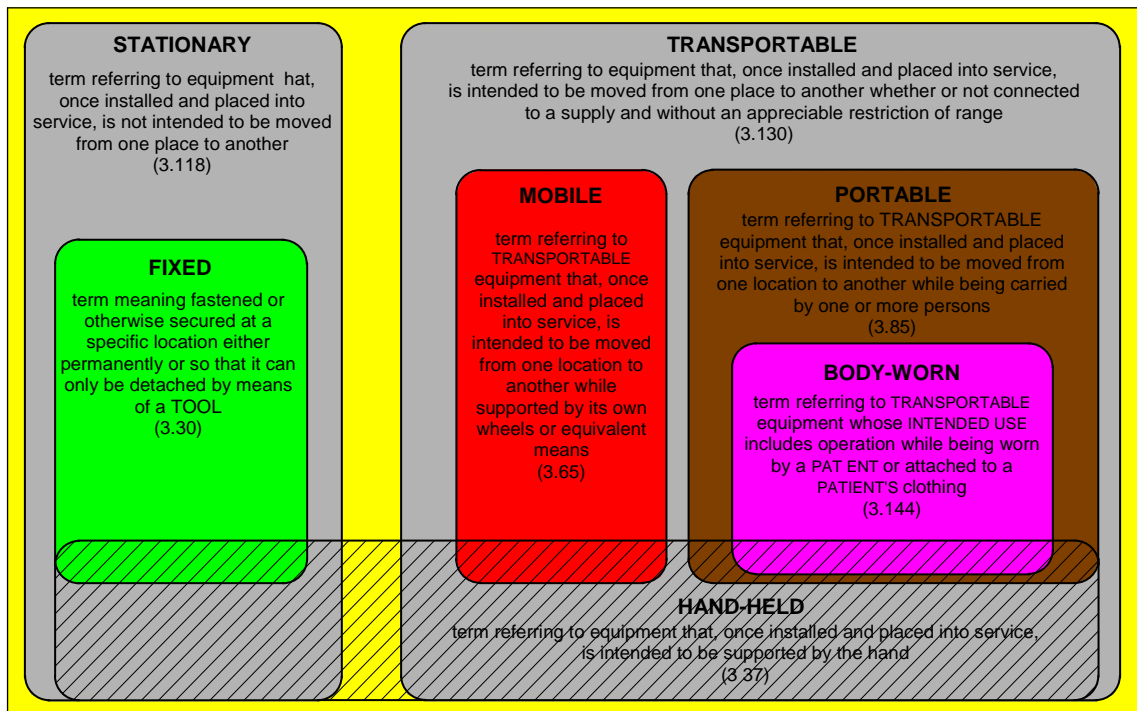 STATIONARY
term referring to equipment hat,
once installed and placed into
service, is not intended to be moved
from one place to another
(3.118)
FIXED
term meaning fastened or
otherwise secured at a
specific location either
permanently or so that it can
only be detached by means
of a TOOL
(3.30)
TRANSPORTABLE
term referring to equipment that, once installed and placed into service,
is intended to be moved from one place to another whether or not connected
to a supply and without an appreciable restriction of range
(3.130)
MOBILE
term referring to
TRANSPORTABLE
equipment that, once
installed and placed
into service, is
intended to be moved
from one location to
another while
supported by its own
wheels or equivalent
means
(3.65)
PORTABLE
term referring to TRANSPORTABLE
equipment that, once installed and placed
into service, is intended to be moved from
one location to another while being carried
by one or more persons
(3.85)
BODY-WORN
term referring to TRANSPORTABLE
equipment whose INTENDED USE
includes operation while being worn
by a PAT ENT or attached to a
PATIENT'S clothing
(3.144)
HAND-HELD
term referring to equipment that, once installed and placed into service,
is intended to be supported by the hand
(3 37)